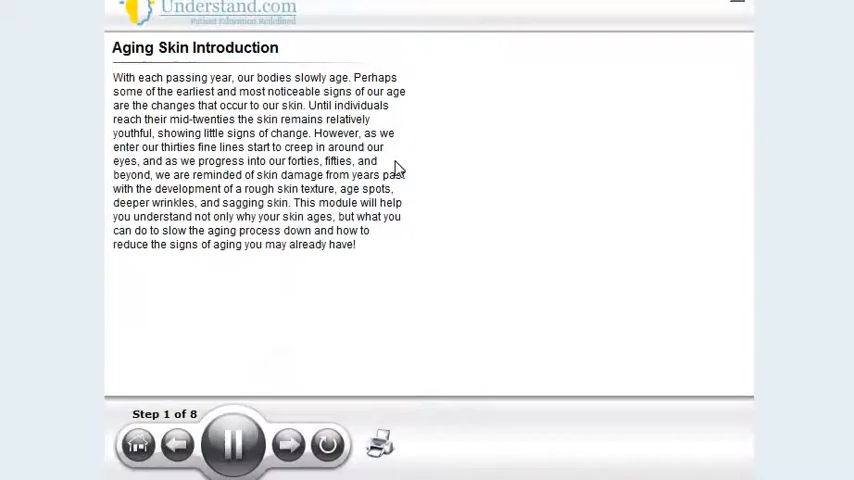 Understand.com
Patient Education Redefined
Aging Skin Introduction
With each passing year, our bodies slowly age. Perhaps
some of the earliest and most noticeable signs of our age
are the changes that occur to our skin. Until individuals
reach their mid-twenties the skin remains relatively
youthful, showing little signs of change. However, as we
enter our thirties fine lines start to creep in around our
eyes, and as we progress into our forties, fifties, and
beyond, we are reminded of skin damage from years past
with the development of a rough skin texture, age spots,
deeper wrinkles, and sagging skin. This module will help
you understand not only why your skin ages, but what you
can do to slow the aging process down and how to
reduce the signs of aging you may already have!
Step 1 of 8